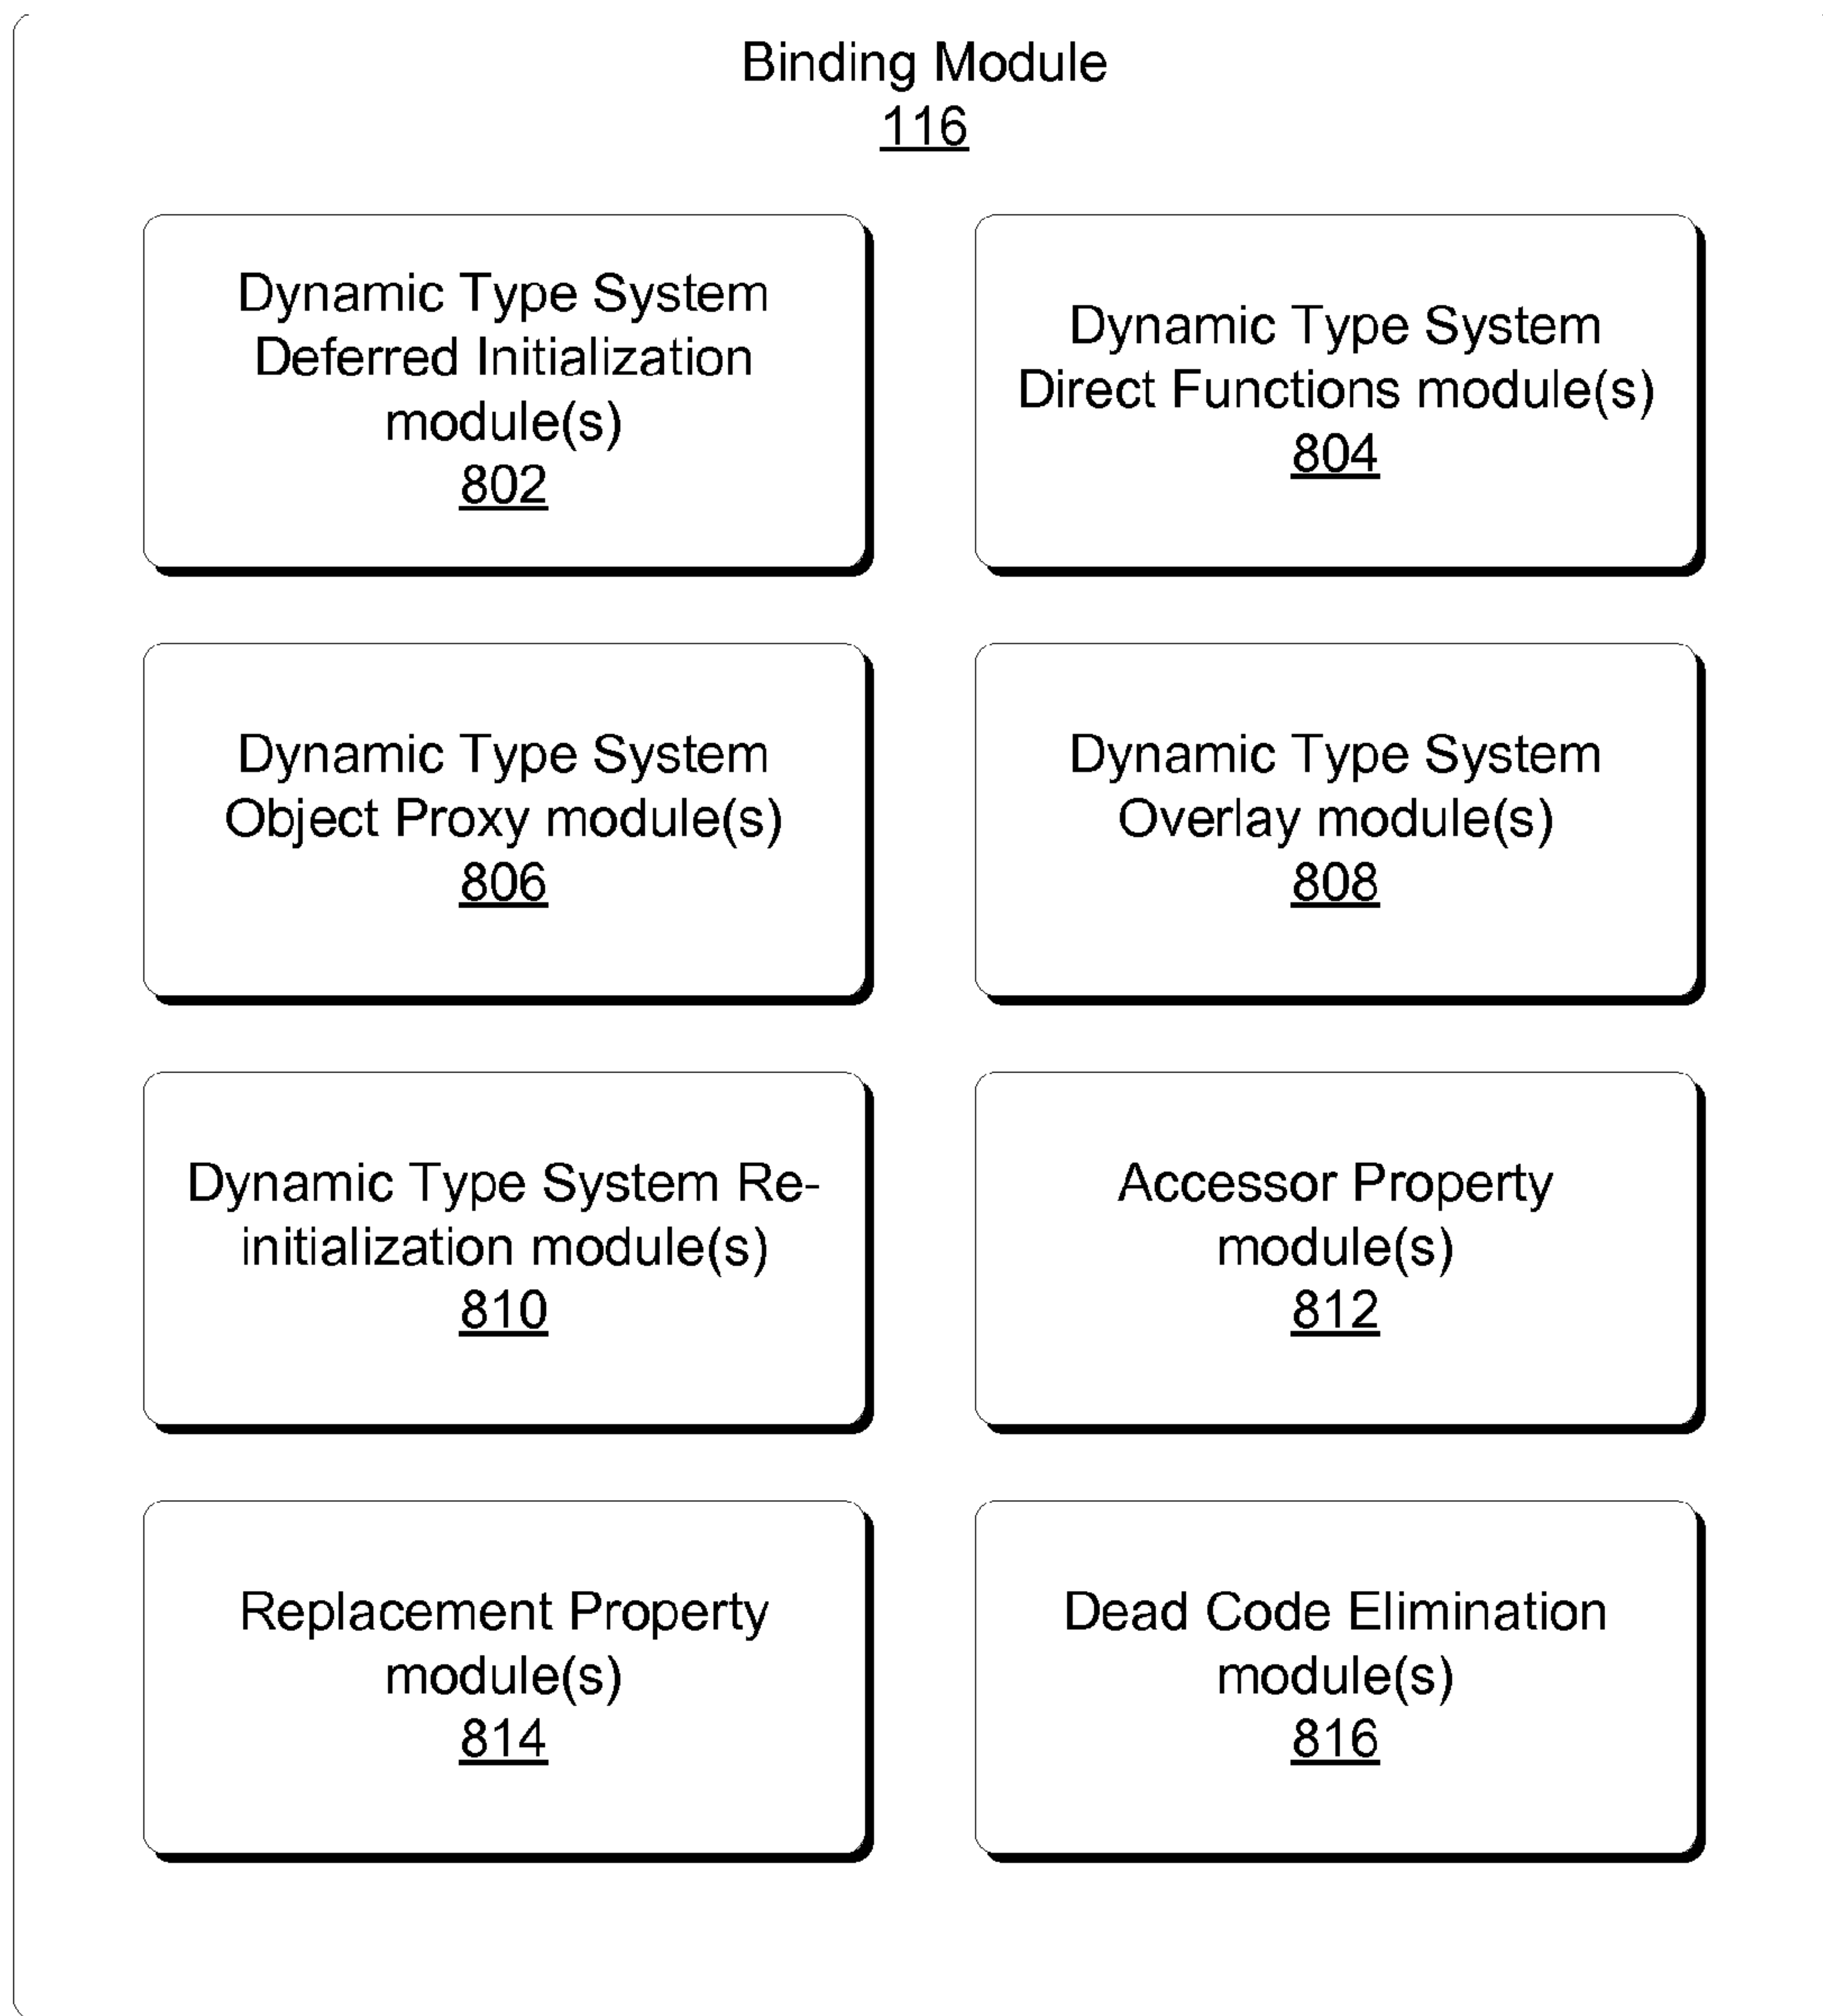 Binding Module
116
Dynamic Type System
Deferred Initialization
module(s)
802
Dynamic Type System
Direct Functions module(s)
804
Dynamic Type System
Object Proxy module(s)
806
Dynamic Type System
Overlay module(s)
808
Dynamic Type System Re-
initialization module(s)
810
Accessor Property
module(s)
812
Replacement Property
module(s)
814
Dead Code Elimination
module(s)
816